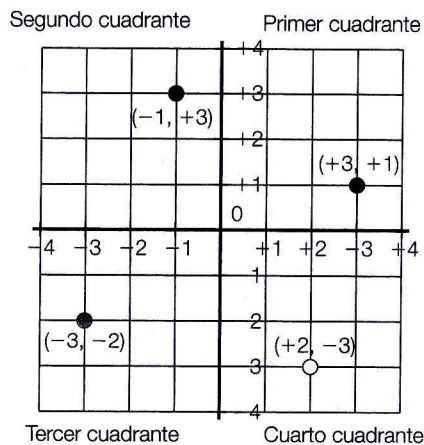 Segundo cuadrante Primer cuadrante
+4
+3
(−1, +3)
+2
(+3, +1)
+1
0
−4 −3 −2 −1 +1 +2 −3 +4
1
2
(−3, −2) (+2, −3)
3
4
Tercer cuadrante Cuarto cuadrante